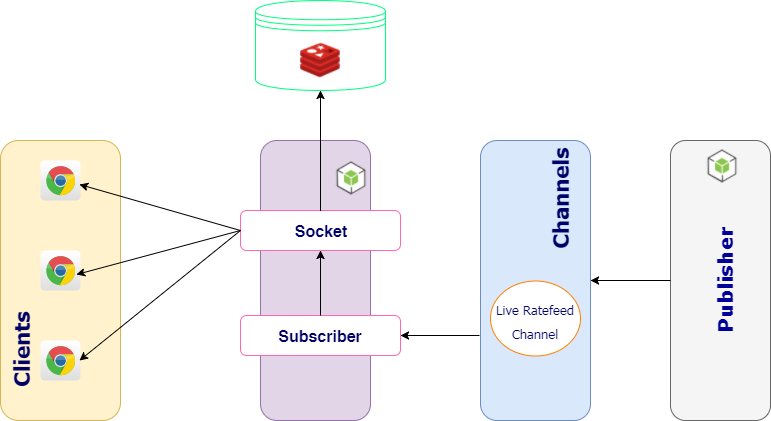 Clients
Socket
Subscriber
Channels
Live Ratefeed
Channel
Publisher